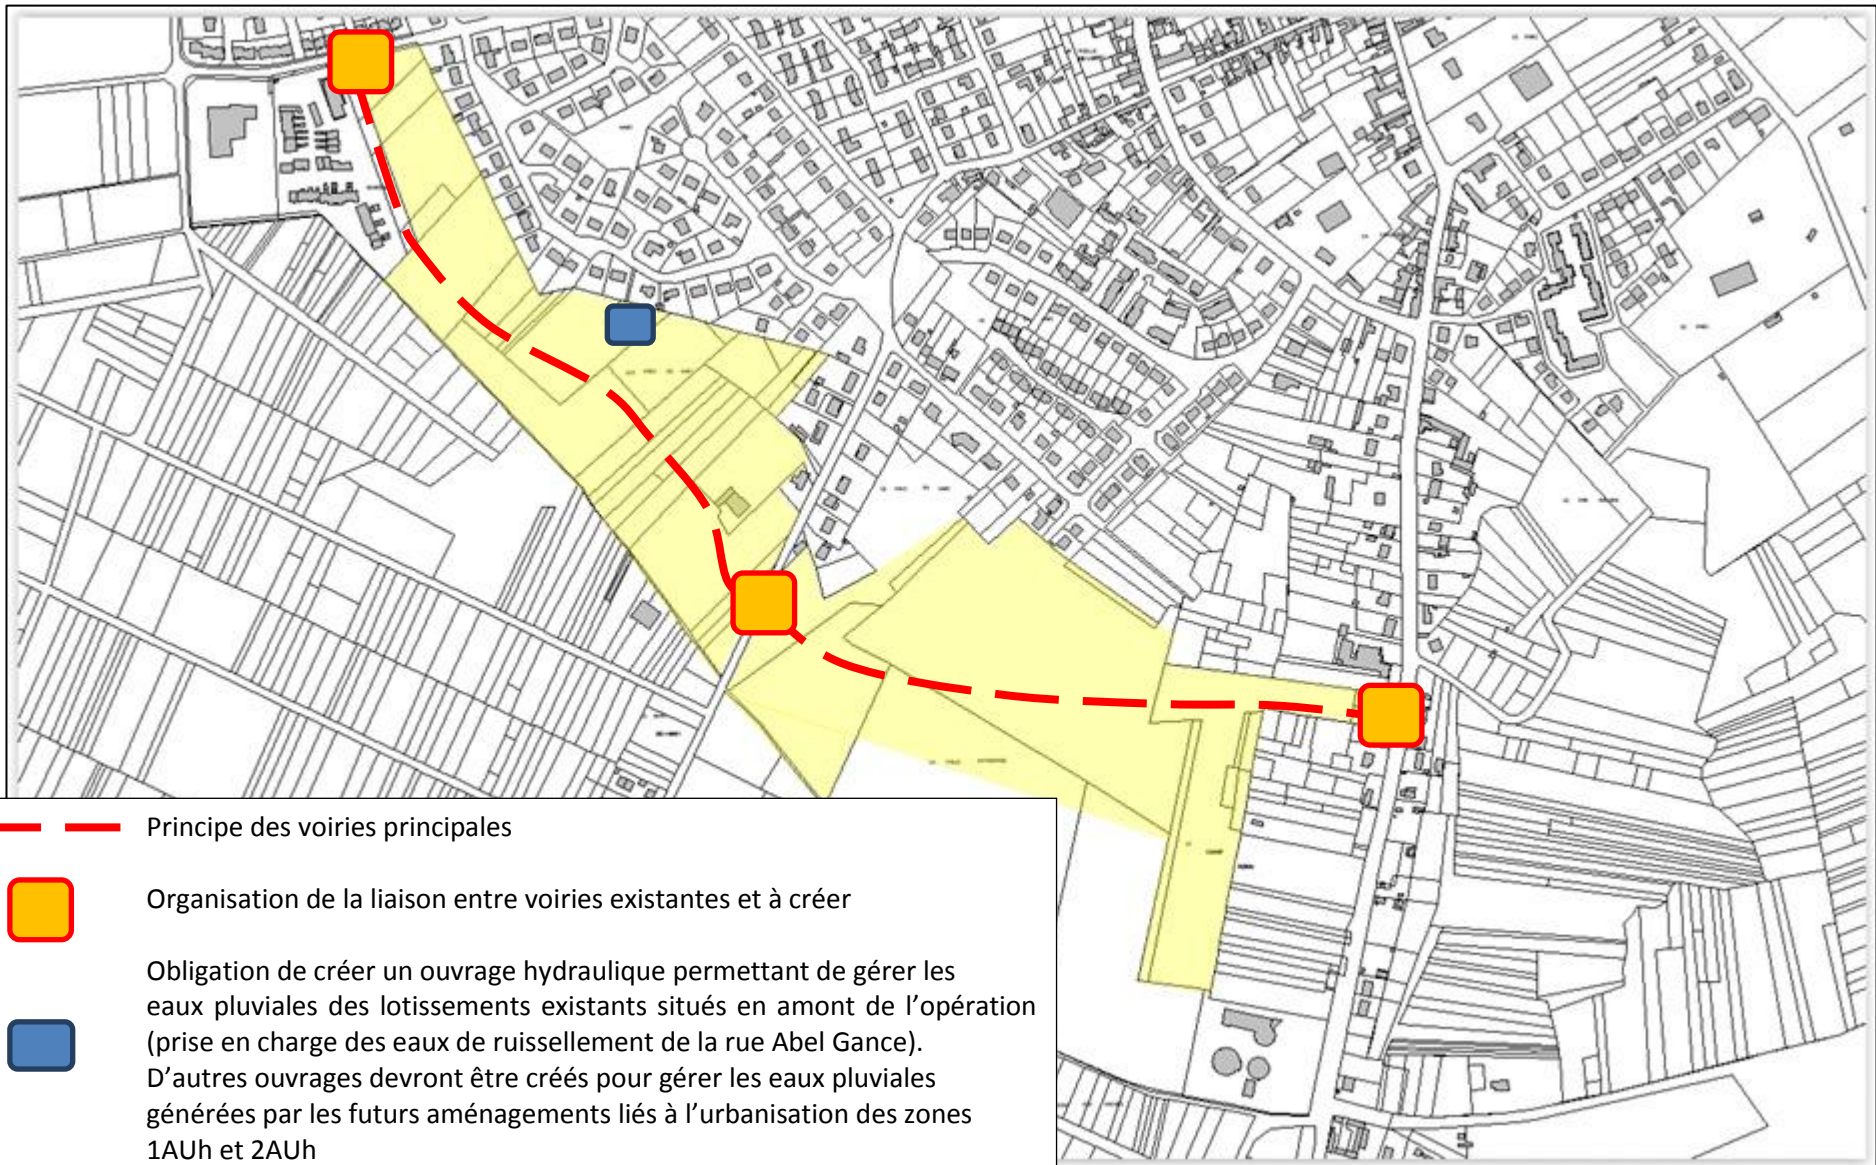 Principe des voiries principales
Organisation de la liaison entre voiries existantes et à créer
Obligation de créer un ouvrage hydraulique permettant de gérer les
eaux pluviales des lotissements existants situés en amont de l’opération
(prise en charge des eaux de ruissellement de la rue Abel Gance).
D’autres ouvrages devront être créés pour gérer les eaux pluviales
générées par les futurs aménagements liés à l’urbanisation des zones
1AUh et 2AUh